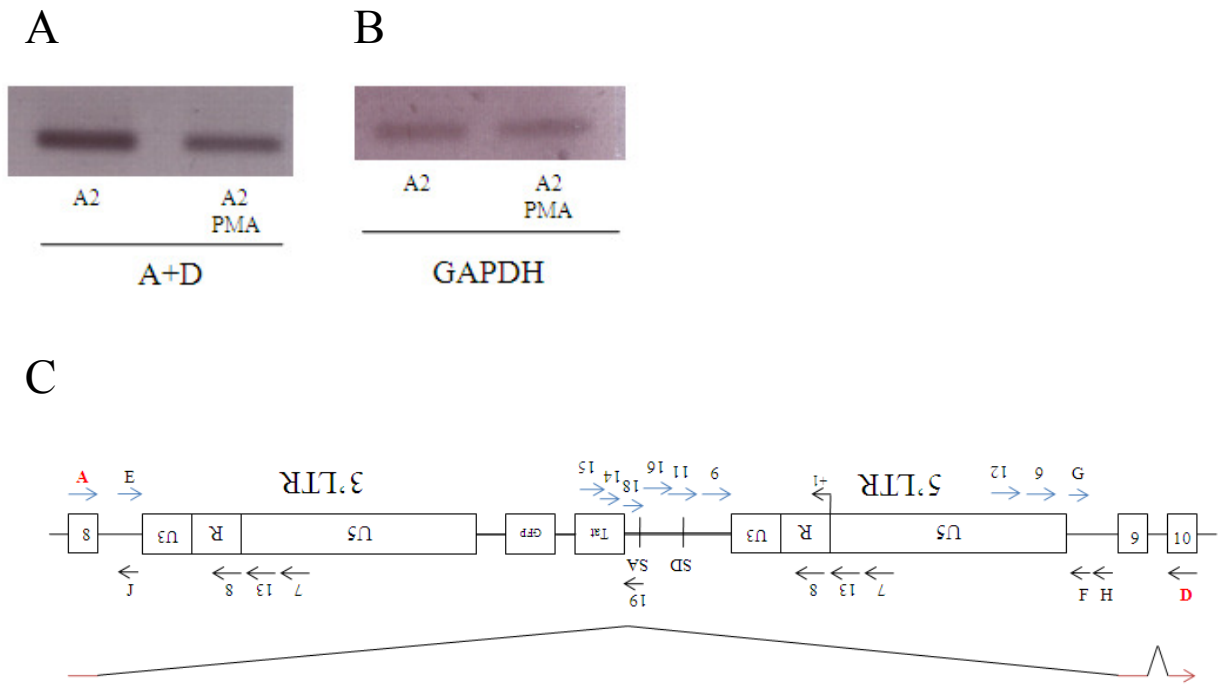 A
B
A2
A2
PMA
A+D
A2
A2
PMA
GAPDH
C
A
E
3'LTR
15
14
18
16
11
6
+1
5'LTR
12
9
G
8
U3
R
U5
GFP
Tat
SA
SD
U3
R
U5
9
10
J
8
13
7
19
8
13
7
F
H
D